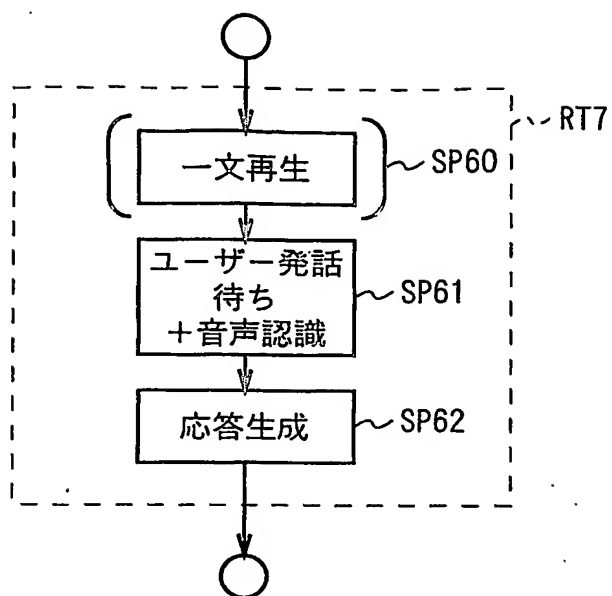 RT7
一文再生
SP60
ユーザー発話
待ち
+音声認識
SP61
応答生成
SP62